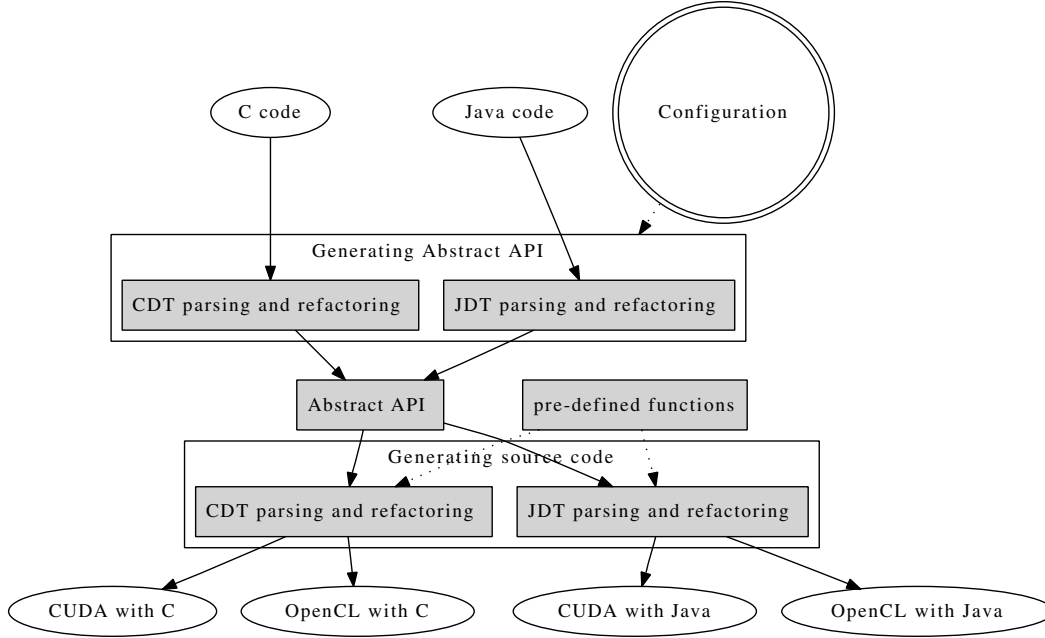 C code
Java code
Configuration
Generating Abstract API
CDT parsing and refactoring
JDT parsing and refactoring
Abstract API
pre-defined functions
Generating source code
CDT parsing and refactoring
JDT parsing and refactoring
CUDA with C
OpenCL with C
CUDA with Java
OpenCL with Java